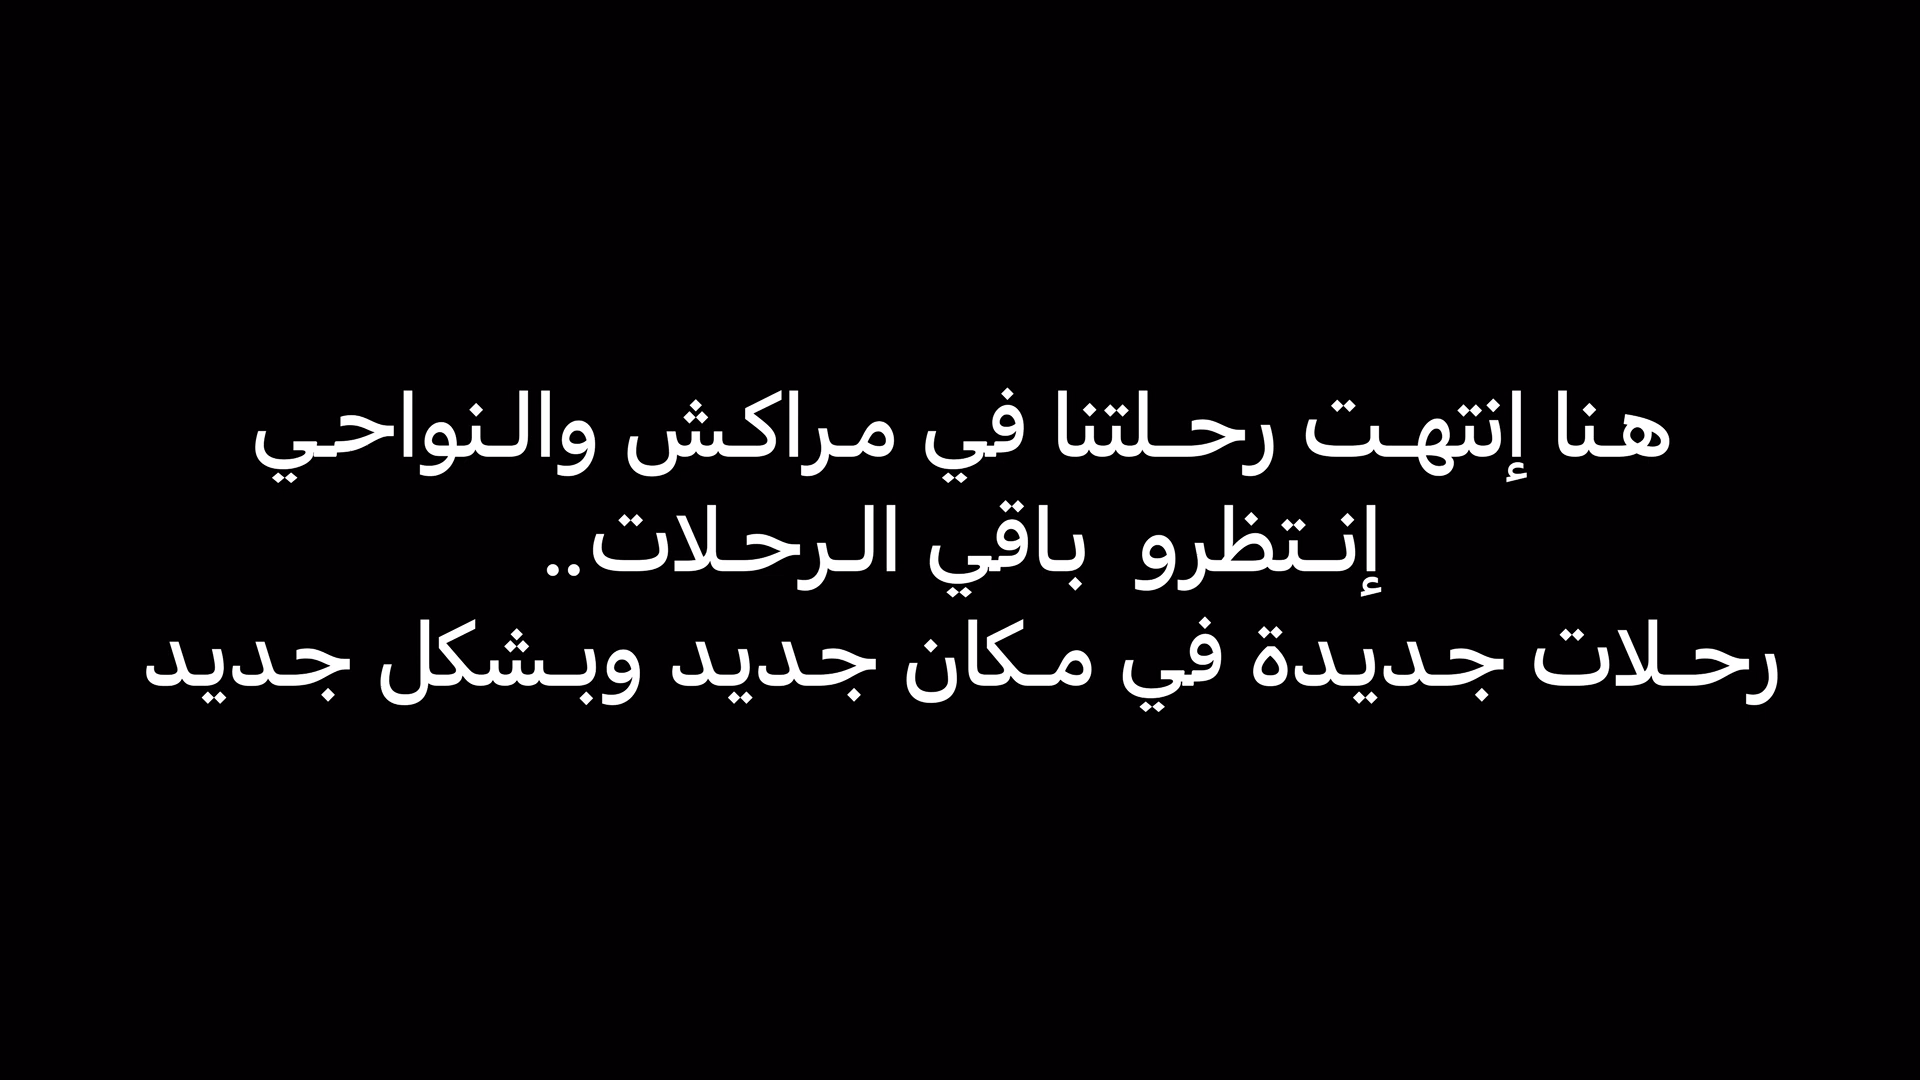 هنا إنتهت رحلتنا في مراكش والنواحي
إنتظرو باقي الرحلات..
رحلات جديدة في مكان جديد وبشكل جديد